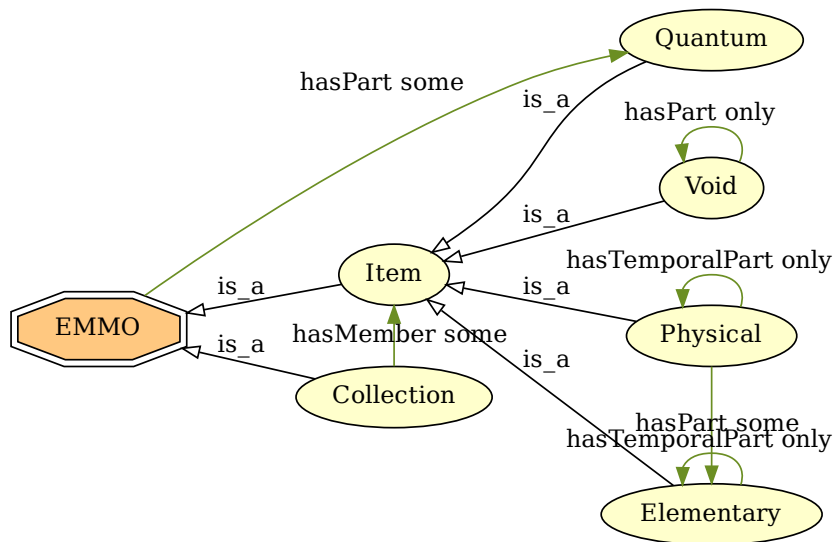 Quantum
hasPart some
is_a
hasPart only
Void
is_a
hasTemporalPart only
Item
is_a
is_a
EMMO
hasMember some
Physical
is_a
is_a
Collection
hasPart some
hasTemporalPart only
Elementary